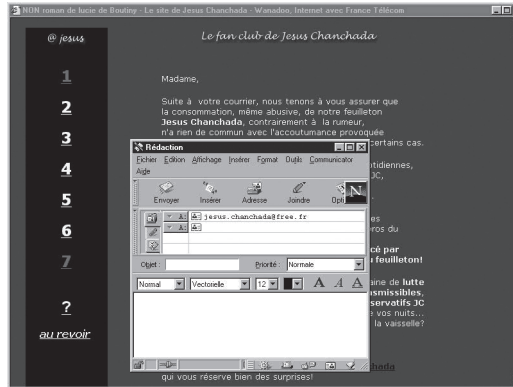 NON roman de lucie de Boutiny - Le site de Jesus Chanchada - Wanadoo, Internet avec France Télécom
@ jesus
1
2
3
4
5
6
7
?
au revoir
Le fan club de Jesus Chanchada
Madame,
Suite à votre courrier, nous tenons à vous assurer que
la consommation, même abusive, de notre feuilleton
Jesus Chanchada, contrairement à la rumeur,
n'a rien de commun avec l'accoutumance provoquée
certains cas.
tidiennes,
JC,
es
ros du
cé par
u feuilleton!
aine de lutte
nsmissibles,
servatifs JC
e vos nuits...
la vaisselle?
hada
qui vous réserve bien des surprises!
Rédaction
Fichier Edition Affichage Insérer Format Outils Communicator
Aide
Envoyer Insérer Adresse Joindre Opti
N
A: jesus.chanchada@free.fr
A:
Objet : Priorité : Normale
Normal Vectorielle 12 A A A